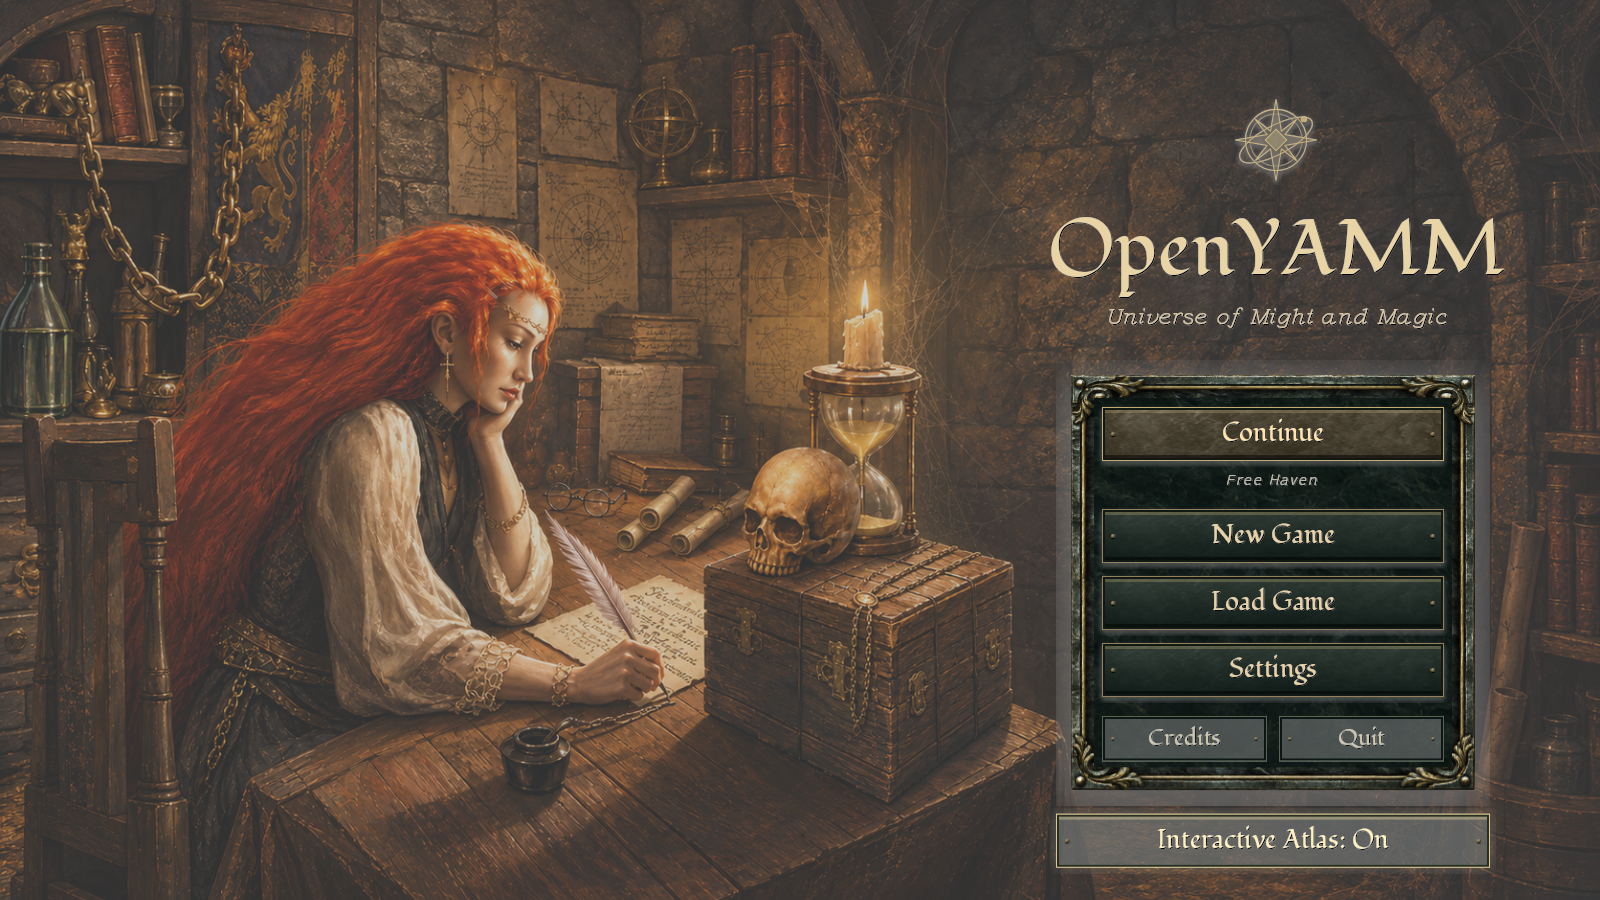 OpenYAMM
Universe of Might and Magic
Continue
Free Haven
New Game
Load Game
Settings
Credits
Quit
Interactive Atlas: On